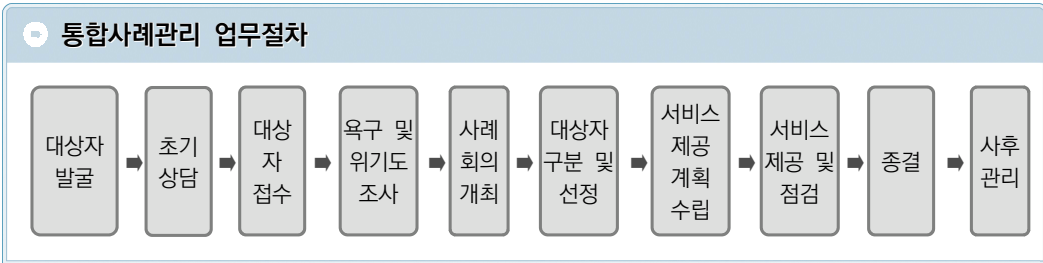 통합사례관리 업무절차
대상자
발굴
초기
상담
대상
자
접수
욕구 및
위기도
조사
사례
회의
개최
대상자
구분 및
선정
서비스
제공
계획
수립
서비스
제공 및
점검
종결
사후
관리